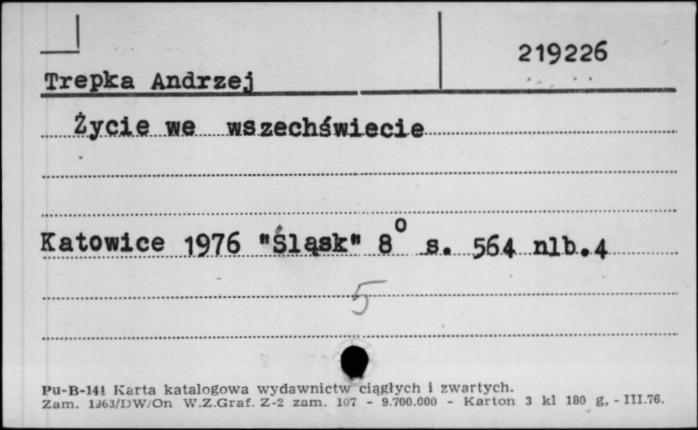 219226
Trepka Andrzej
Życie we wszechświecie
Katowice 1976 "Śląsk" 8° s. 564 nlb.4
5
Pu-B-144 Karta katalogowa wydawnictw ciągłych i zwartych.
Zam. 1363/DW/On W.Z.Graf. Z-2 zam. 107 - 9.700.000 - Karton 3 kl 180 g. - III.76.